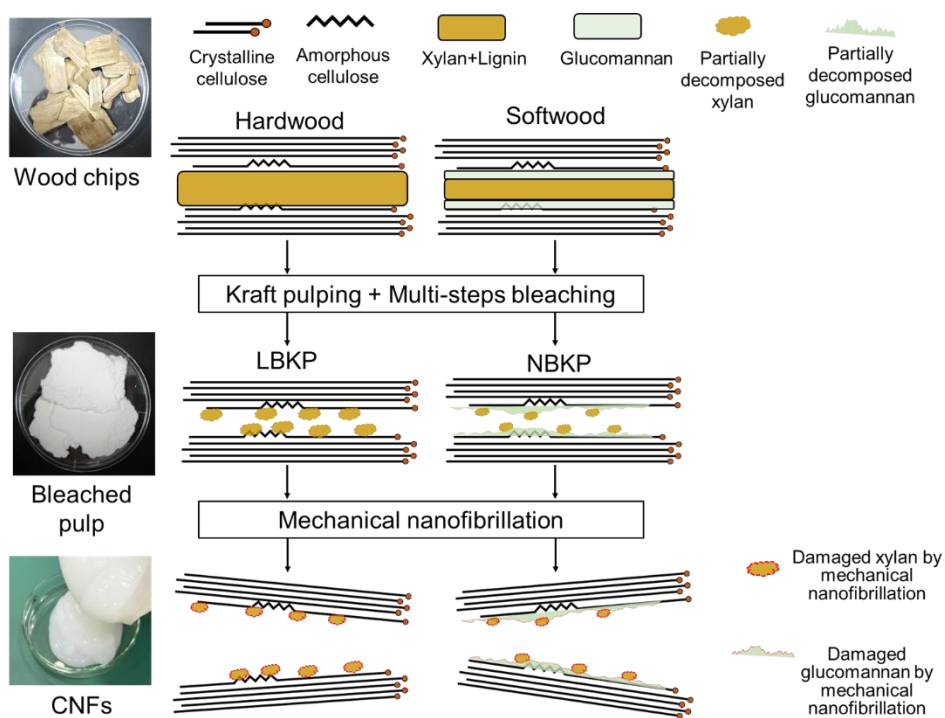 Crystalline
cellulose
Amorphous
cellulose
Xylan+Lignin
Glucomannan
Partially
decomposed
xylan
Partially
decomposed
glucomannan
Hardwood
Softwood
Wood chips
Kraft pulping + Multi-steps bleaching
LBKP
NBKP
Bleached
pulp
Mechanical nanofibrillation
Damaged xylan by
mechanical
nanofibrillation
Damaged
glucomannan by
mechanical
nanofibrillation
CNFs